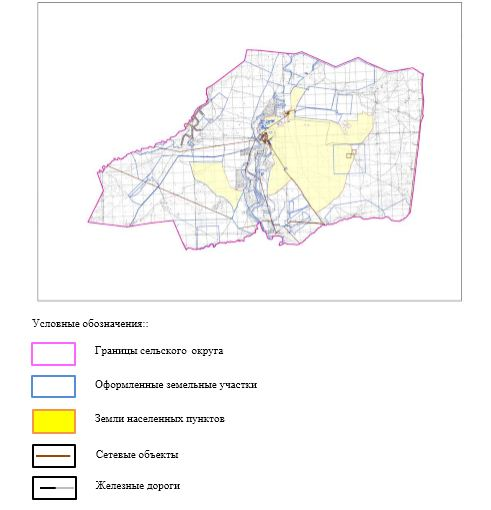 Условные обозначения::
Границы сельского округа
Оформленные земельные участки
Земли населенных пунктов
Сетевые объекты
Железные дороги